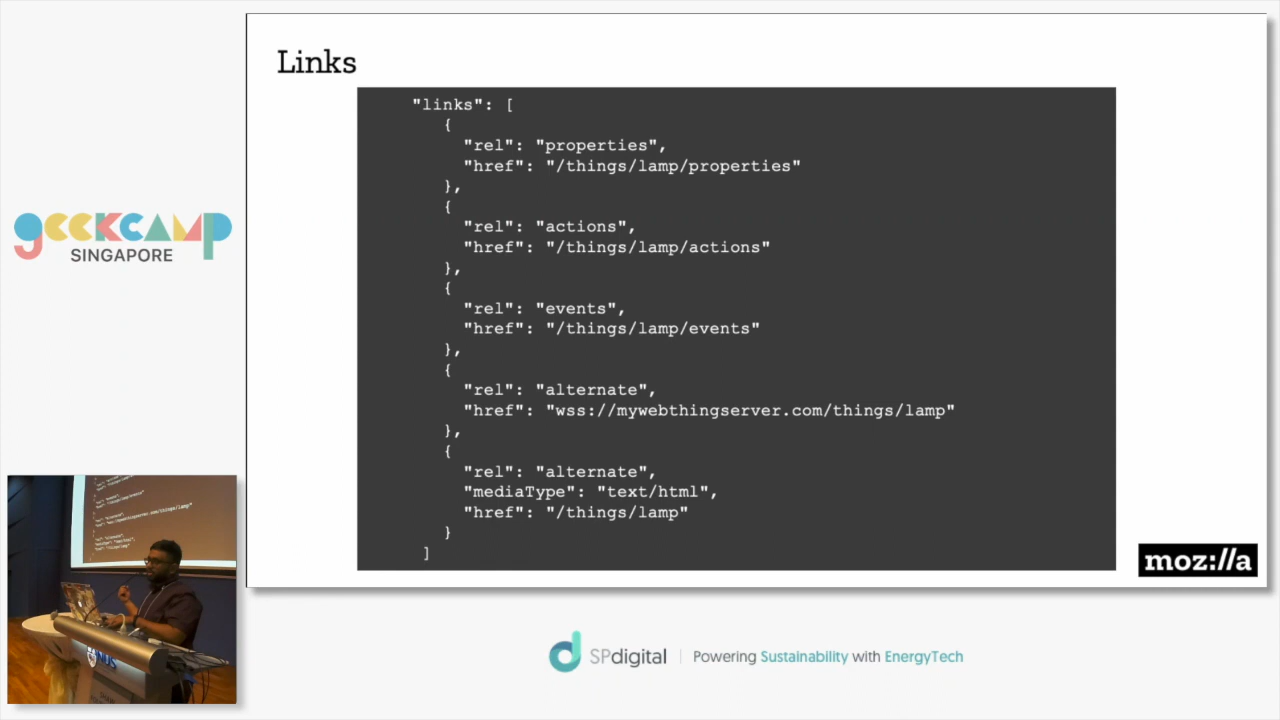 Links
"links": [
{
"rel": "properties",
"href": "/things/lamp/properties"
},
{
"rel": "actions",
"href": "/things/lamp/actions"
},
{
"rel": "events",
"href": "/things/lamp/events"
},
{
"rel": "alternate",
"href": "wss://mywebthingserver.com/things/lamp"
},
{
"rel": "alternate",
"mediaType": "text/html",
"href": "/things/lamp"
}
]
moz://a
geekcamp
SINGAPORE
NUS
SPdigital
Powering Sustainability with EnergyTech